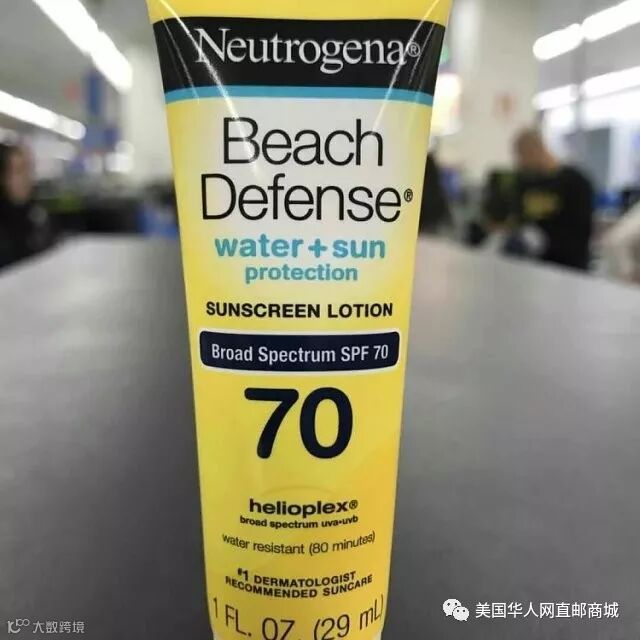 Neutrogena®
Beach
Defense®
water + sun
protection
SUNSCREEN LOTION
Broad Spectrum SPF 70
70
helioplex®
broad spectrum uva•uvb
water resistant (80 minutes)
#1 DERMATOLOGIST
RECOMMENDED SUNCARE
1 FL. OZ. (29 mL)
美国华人网直邮商城
大数跨境